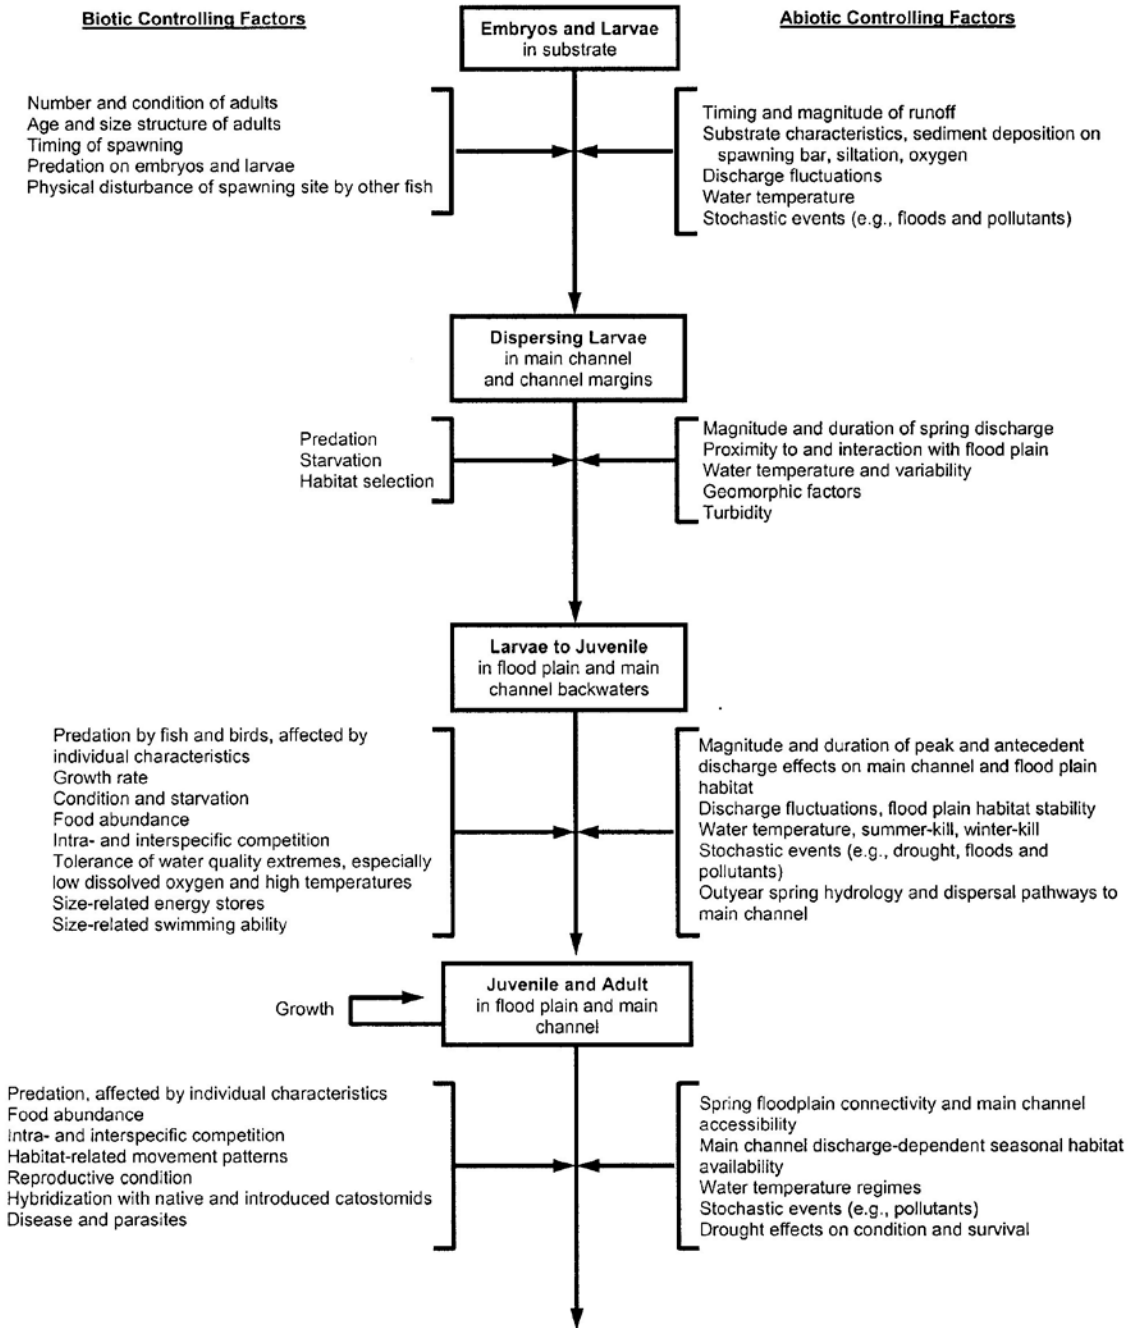 Biotic Controlling Factors
Abiotic Controlling Factors
Embryos and Larvae
in substrate
Number and condition of adults
Age and size structure of adults
Timing of spawning
Predation on embryos and larvae
Physical disturbance of spawning site by other fish
Timing and magnitude of runoff
Substrate characteristics, sediment deposition on
spawning bar, siltation, oxygen
Discharge fluctuations
Water temperature
Stochastic events (e.g., floods and pollutants)
Dispersing Larvae
in main channel
and channel margins
Predation
Starvation
Habitat selection
Magnitude and duration of spring discharge
Proximity to and interaction with flood plain
Water temperature and variability
Geomorphic factors
Turbidity
Larvae to Juvenile
in flood plain and main
channel backwaters
Predation by fish and birds, affected by
individual characteristics
Growth rate
Condition and starvation
Food abundance
Intra- and interspecific competition
Tolerance of water quality extremes, especially
low dissolved oxygen and high temperatures
Size-related energy stores
Size-related swimming ability
Magnitude and duration of peak and antecedent
discharge effects on main channel and flood plain
habitat
Discharge fluctuations, flood plain habitat stability
Water temperature, summer-kill, winter-kill
Stochastic events (e.g., drought, floods and
pollutants)
Outyear spring hydrology and dispersal pathways to
main channel
Juvenile and Adult
in flood plain and main
channel
Growth
Predation, affected by individual characteristics
Food abundance
Intra- and interspecific competition
Habitat-related movement patterns
Reproductive condition
Hybridization with native and introduced catostomids
Disease and parasites
Spring floodplain connectivity and main channel
accessibility
Main channel discharge-dependent seasonal habitat
availability
Water temperature regimes
Stochastic events (e.g., pollutants)
Drought effects on condition and survival